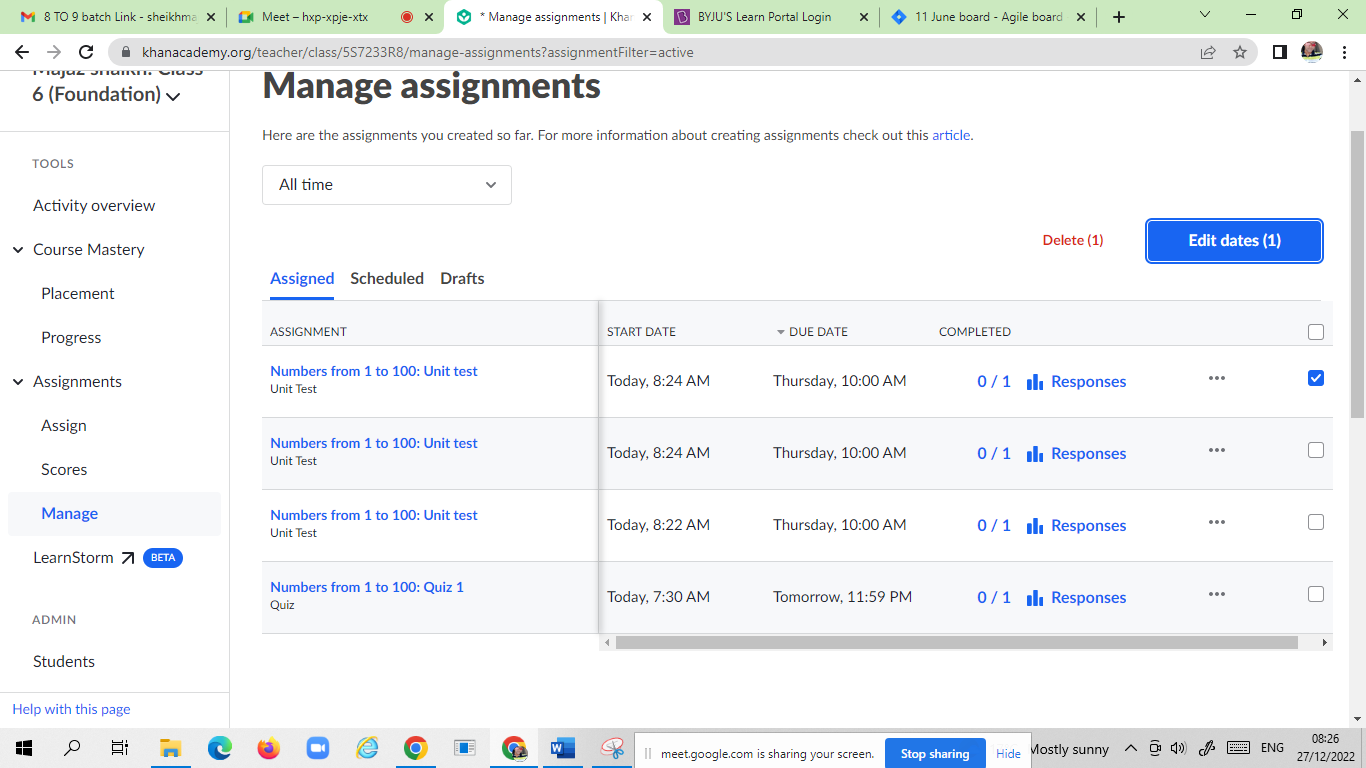 8 TO 9 batch Link - sheikhma
Meet – hxp-xpje-xtx
* Manage assignments | Khan
BYJU'S Learn Portal Login
11 June board - Agile board
khanacademy.org/teacher/class/5S7233R8/manage-assignments?assignmentFilter=active
Majaz shaikh: Class
6 (Foundation)
TOOLS
Activity overview
Course Mastery
Placement
Progress
Assignments
Assign
Scores
Manage
LearnStorm BETA
ADMIN
Students
Help with this page
Manage assignments
Here are the assignments you created so far. For more information about creating assignments check out this article.
All time
Delete (1) Edit dates (1)
Assigned Scheduled Drafts
ASSIGNMENT START DATE DUE DATE COMPLETED
Numbers from 1 to 100: Unit test
Unit Test
Today, 8:24 AM Thursday, 10:00 AM 0 / 1 Responses
Numbers from 1 to 100: Unit test
Unit Test
Today, 8:24 AM Thursday, 10:00 AM 0 / 1 Responses
Numbers from 1 to 100: Unit test
Unit Test
Today, 8:22 AM Thursday, 10:00 AM 0 / 1 Responses
Numbers from 1 to 100: Quiz 1
Quiz
Today, 7:30 AM Tomorrow, 11:59 PM 0 / 1 Responses
meet.google.com is sharing your screen. Stop sharing Hide
Mostly sunny
ENG
08:26
27/12/2022